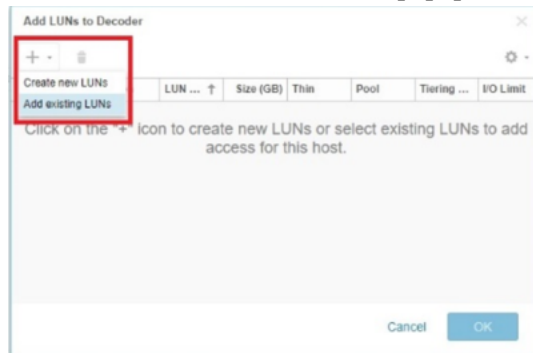 Add LUNs to Decoder
Create new LUNs
Add existing LUNs
LUN ... ↑ Size (GB) Thin Pool Tiering ... I/O Limit
Click on the "+" icon to create new LUNs or select existing LUNs to add
access for this host.
Cancel OK